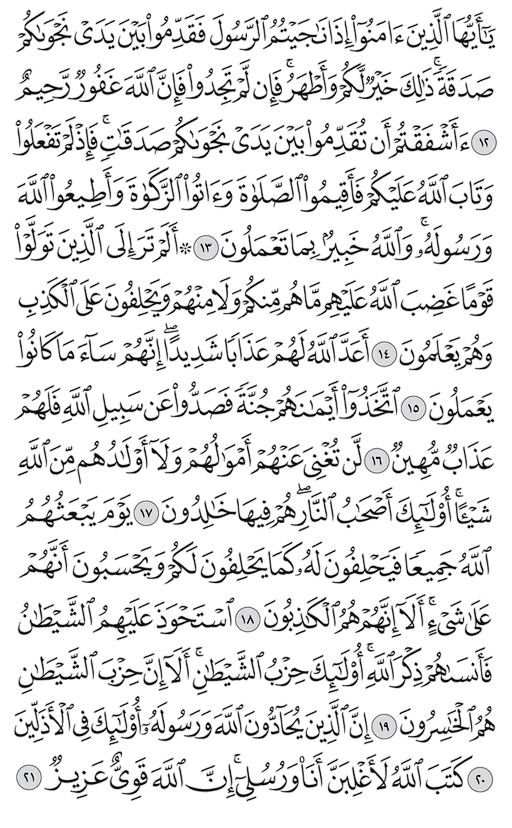 يَٰٓأَيُّهَا ٱلَّذِينَ ءَامَنُوٓا۟ إِذَا نَٰجَيْتُمُ ٱلرَّسُولَ فَقَدِّمُوا۟ بَيْنَ يَدَىْ نَجْوَىٰكُمْ
صَدَقَةً ۚ ذَٰلِكَ خَيْرٌ لَّكُمْ وَأَطْهَرُ ۚ فَإِن لَّمْ تَجِدُوا۟ فَإِنَّ ٱللَّهَ غَفُورٌ رَّحِيمٌ
١٢ ءَأَشْفَقْتُمْ أَن تُقَدِّمُوا۟ بَيْنَ يَدَىْ نَجْوَىٰكُمْ صَدَقَٰتٍ ۚ فَإِذْ لَمْ تَفْعَلُوا۟
وَتَابَ ٱللَّهُ عَلَيْكُمْ فَأَقِيمُوا۟ ٱلصَّلَوٰةَ وَءَاتُوا۟ ٱلزَّكَوٰةَ وَأَطِيعُوا۟ ٱللَّهَ
وَرَسُولَهُۥ ۚ وَٱللَّهُ خَبِيرٌۢ بِمَا تَعْمَلُونَ ١٣ ۞ أَلَمْ تَرَ إِلَى ٱلَّذِينَ تَوَلَّوْا۟
قَوْمًا غَضِبَ ٱللَّهُ عَلَيْهِم مَّا هُم مِّنكُمْ وَلَا مِنْهُمْ وَيَحْلِفُونَ عَلَى ٱلْكَذِبِ
وَهُمْ يَعْلَمُونَ ١٤ أَعَدَّ ٱللَّهُ لَهُمْ عَذَابًا شَدِيدًا ۖ إِنَّهُمْ سَآءَ مَا كَانُوا۟
يَعْمَلُونَ ١٥ ٱتَّخَذُوٓا۟ أَيْمَٰنَهُمْ جُنَّةً فَصَدُّوا۟ عَن سَبِيلِ ٱللَّهِ فَلَهُمْ
عَذَابٌ مُّهِينٌ ١٦ لَّن تُغْنِىَ عَنْهُمْ أَمْوَٰلُهُمْ وَلَآ أَوْلَٰدُهُم مِّنَ ٱللَّهِ
شَيْـًٔا ۚ أُو۟لَٰٓئِكَ أَصْحَٰبُ ٱلنَّارِ ۖ هُمْ فِيهَا خَٰلِدُونَ ١٧ يَوْمَ يَبْعَثُهُمُ
ٱللَّهُ جَمِيعًا فَيَحْلِفُونَ لَهُۥ كَمَا يَحْلِفُونَ لَكُمْ وَيَحْسَبُونَ أَنَّهُمْ
عَلَىٰ شَىْءٍ ۚ أَلَآ إِنَّهُمْ هُمُ ٱلْكَٰذِبُونَ ١٨ ٱسْتَحْوَذَ عَلَيْهِمُ ٱلشَّيْطَٰنُ
فَأَنسَىٰهُمْ ذِكْرَ ٱللَّهِ ۚ أُو۟لَٰٓئِكَ حِزْبُ ٱلشَّيْطَٰنِ ۚ أَلَآ إِنَّ حِزْبَ ٱلشَّيْطَٰنِ
هُمُ ٱلْخَٰسِرُونَ ١٩ إِنَّ ٱلَّذِينَ يُحَآدُّونَ ٱللَّهَ وَرَسُولَهُۥٓ أُو۟لَٰٓئِكَ فِى ٱلْأَذَلِّينَ
٢٠ كَتَبَ ٱللَّهُ لَأَغْلِبَنَّ أَنَا۠ وَرُسُلِىٓ ۚ إِنَّ ٱللَّهَ قَوِىٌّ عَزِيزٌ ٢١